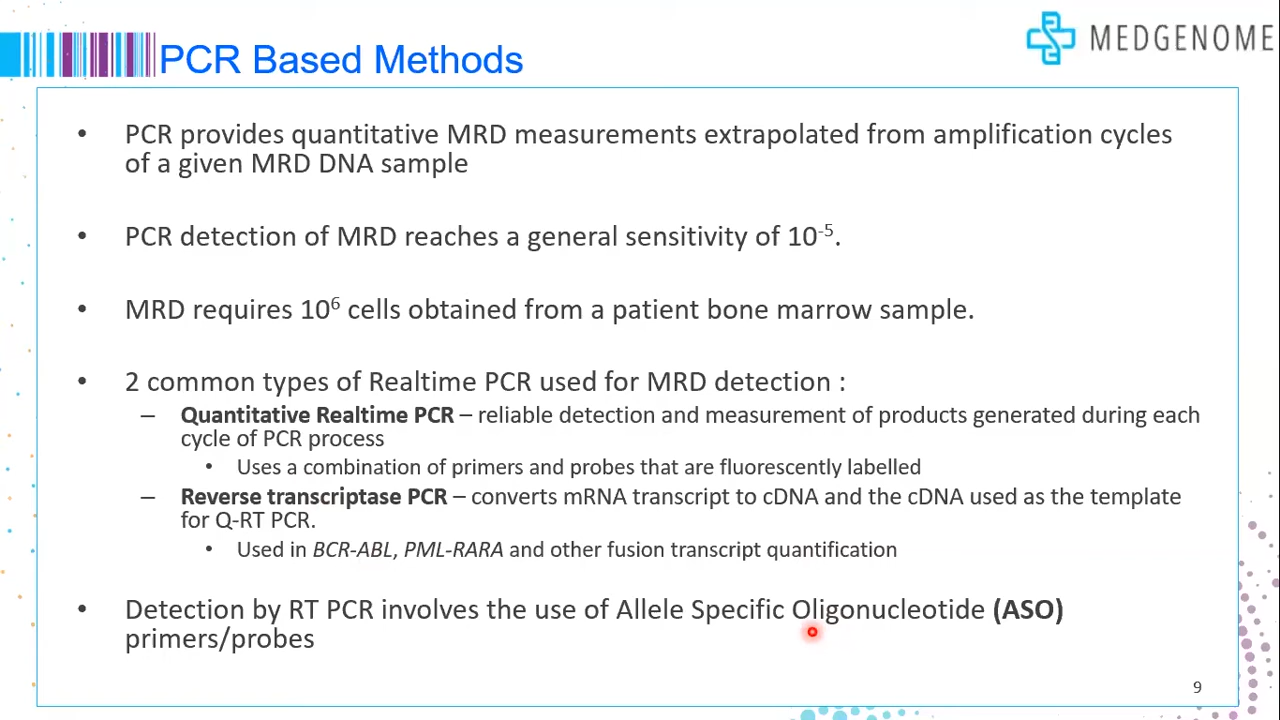 PCR Based Methods
MEDGENOME
• PCR provides quantitative MRD measurements extrapolated from amplification cycles
of a given MRD DNA sample
• PCR detection of MRD reaches a general sensitivity of 10⁻⁵.
• MRD requires 10⁶ cells obtained from a patient bone marrow sample.
• 2 common types of Realtime PCR used for MRD detection :
– Quantitative Realtime PCR – reliable detection and measurement of products generated during each
cycle of PCR process
• Uses a combination of primers and probes that are fluorescently labelled
– Reverse transcriptase PCR – converts mRNA transcript to cDNA and the cDNA used as the template
for Q-RT PCR.
• Used in BCR-ABL, PML-RARA and other fusion transcript quantification
• Detection by RT PCR involves the use of Allele Specific Oligonucleotide (ASO)
primers/probes
9